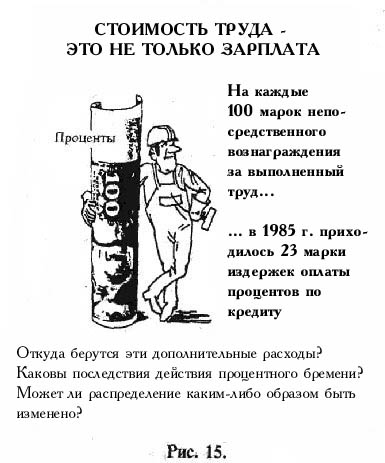 СТОИМОСТЬ ТРУДА -
ЭТО НЕ ТОЛЬКО ЗАРПЛАТА
На каждые
100 марок непо-
средственного
вознаграждения
за выполненный
труд...
Проценты
100
... в 1985 г. прихо-
дилось 23 марки
издержек оплаты
процентов по
кредиту
Откуда берутся эти дополнительные расходы?
Каковы последствия действия процентного бремени?
Может ли распределение каким-либо образом быть
изменено?
Рис. 15.